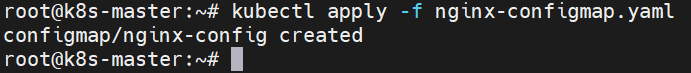 root@k8s-master:~# kubectl apply -f nginx-configmap.yaml
configmap/nginx-config created
root@k8s-master:~#